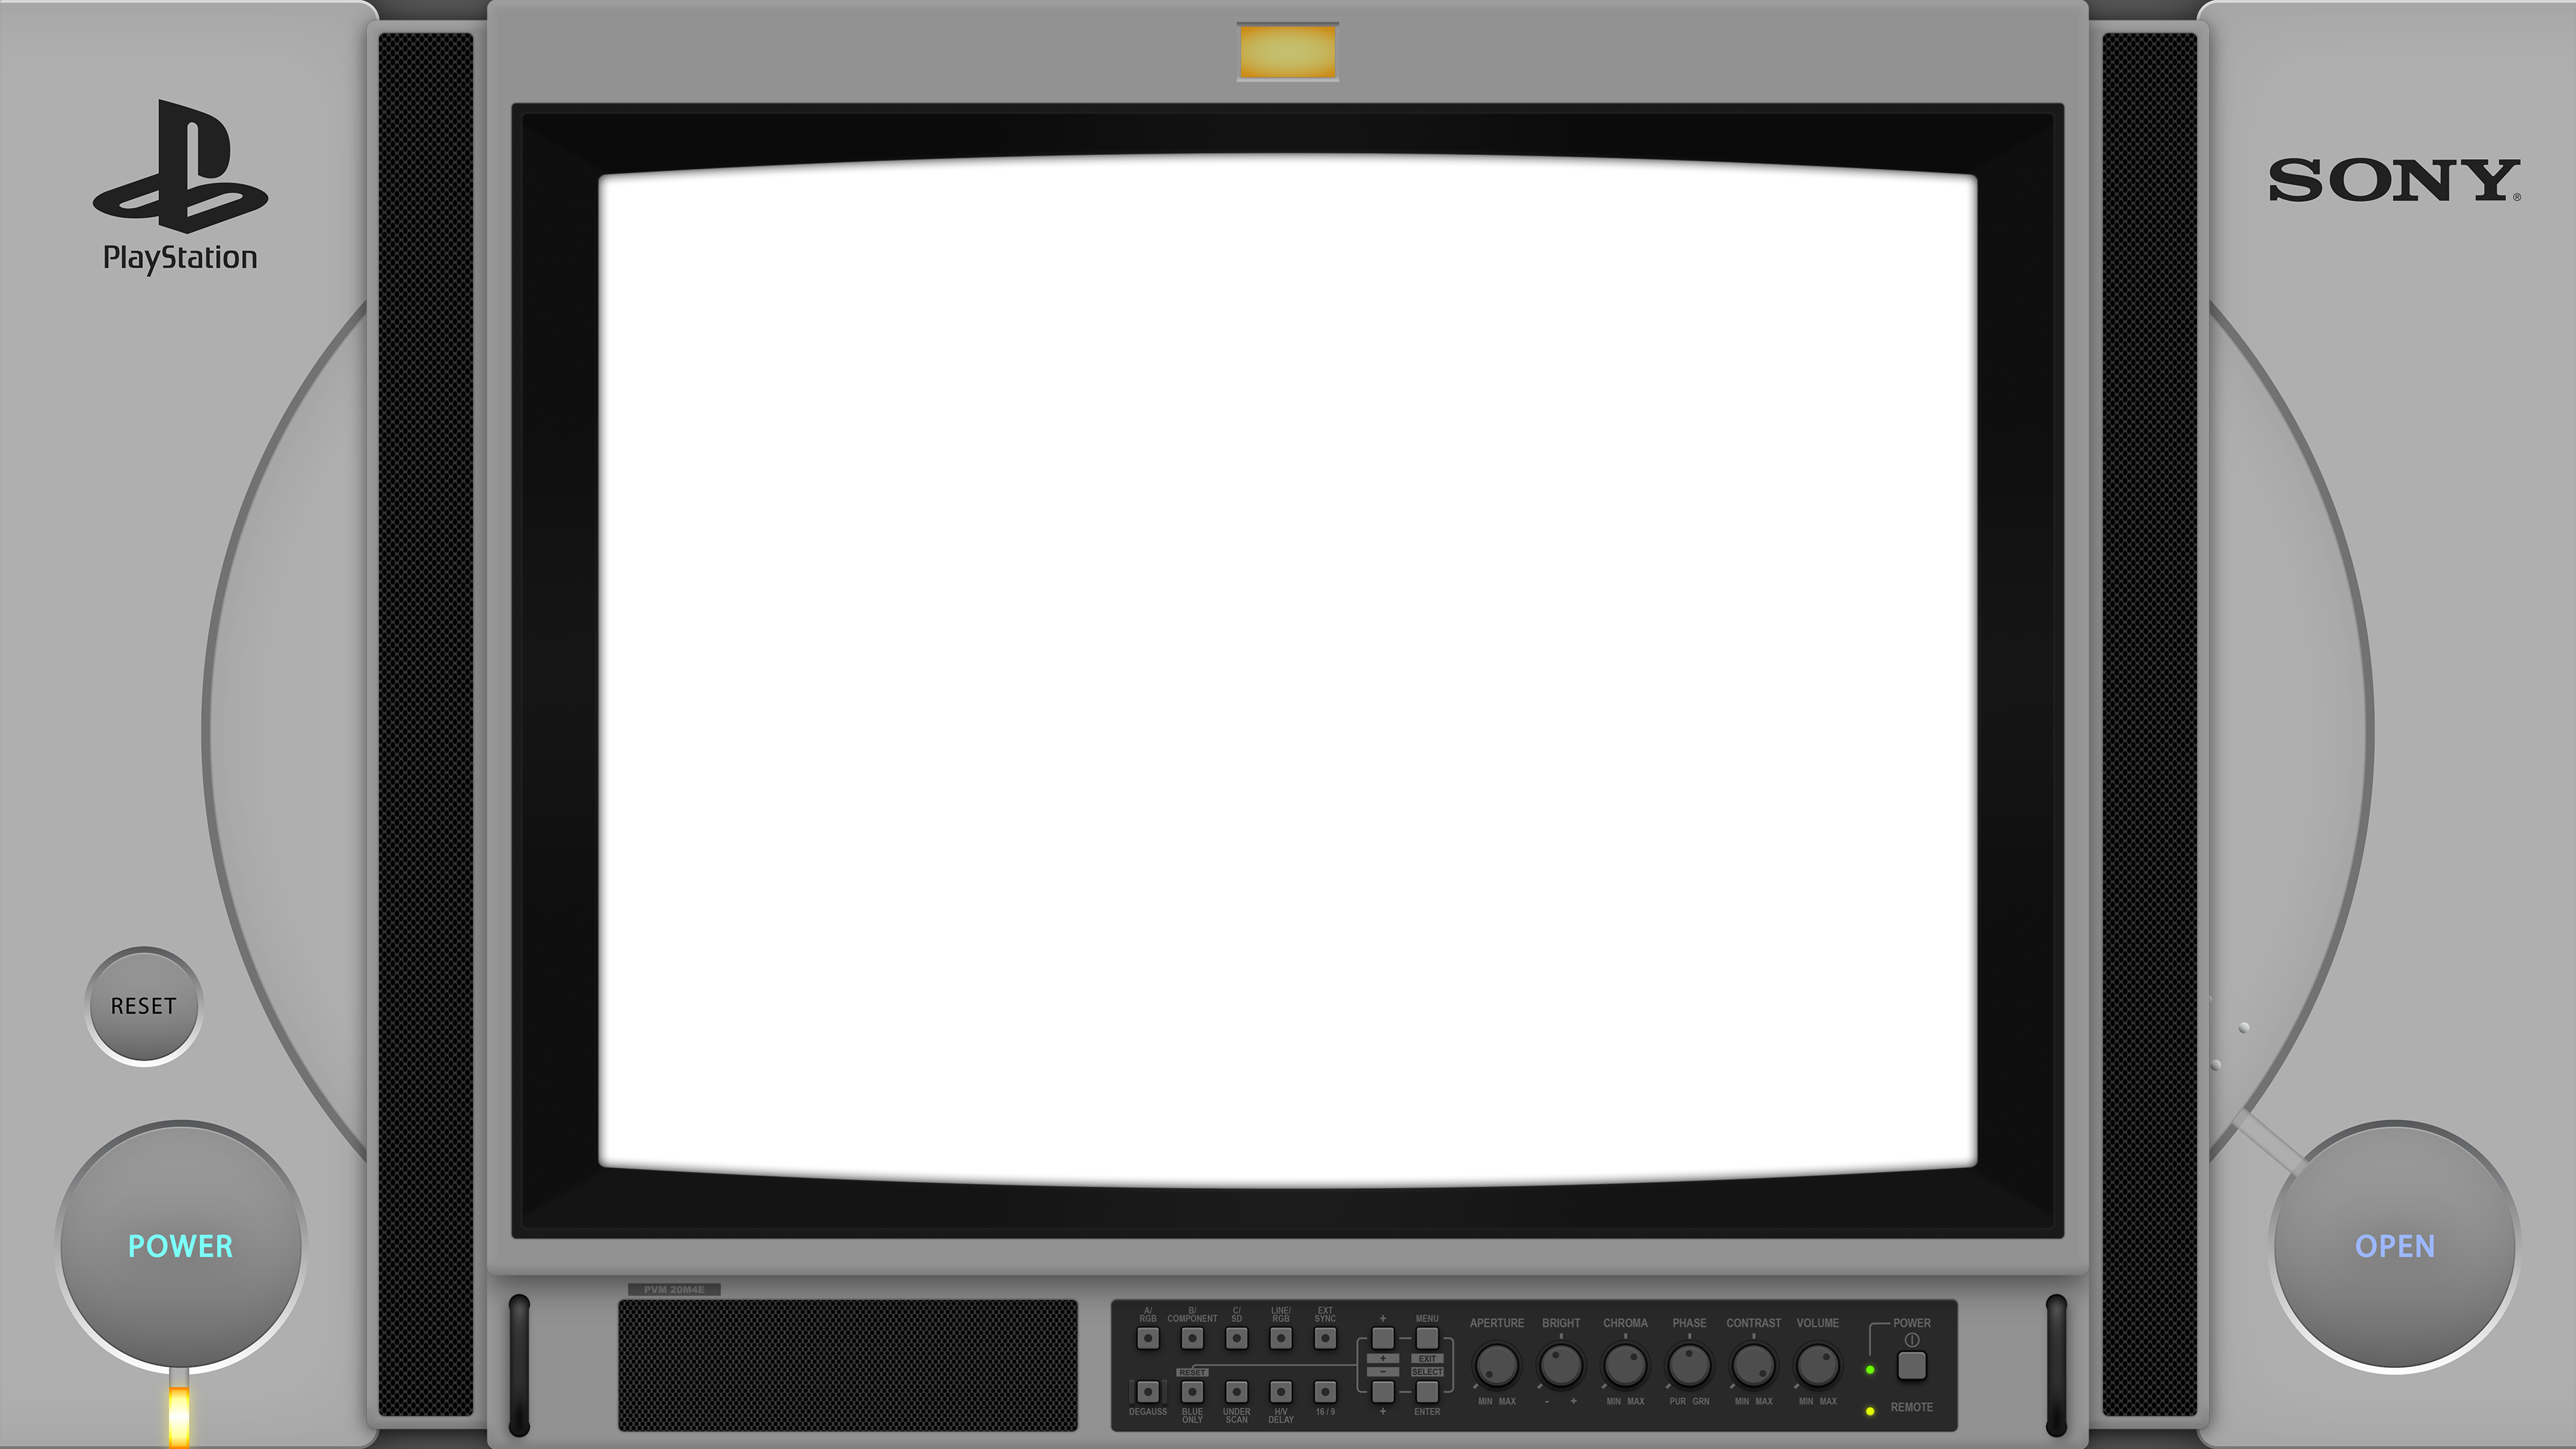 PlayStation
SONY®
RESET
POWER
OPEN
PVM 20M4E
A/
RGB
B/
COMPONENT
C/
SD
LINE/
RGB
EXT
SYNC
+
MENU
+
EXIT
−
SELECT
RESET
DEGAUSS
BLUE
ONLY
UNDER
SCAN
H/V
DELAY
16 / 9
+
ENTER
APERTURE
BRIGHT
CHROMA
PHASE
CONTRAST
VOLUME
MIN MAX
- +
MIN MAX
PUR GRN
MIN MAX
MIN MAX
POWER
REMOTE